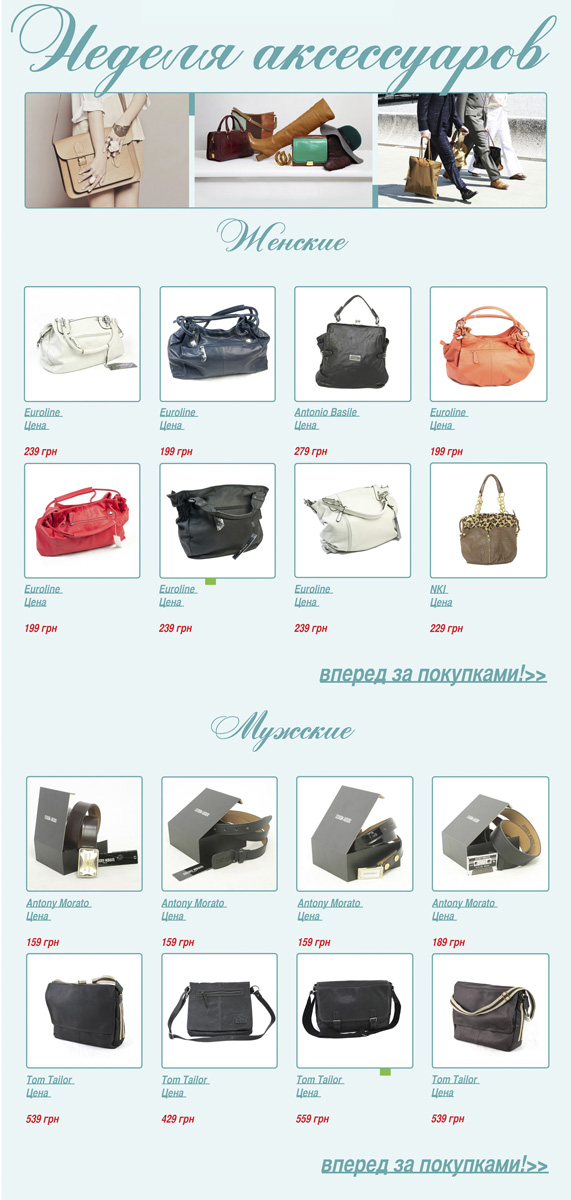 Неделя аксессуаров
Женские
Euroline Euroline Antonio Basile Euroline
Цена Цена Цена Цена
239 грн 199 грн 279 грн 199 грн
Euroline Euroline Euroline NKI
Цена Цена Цена Цена
199 грн 239 грн 239 грн 229 грн
вперед за покупками!>>
Мужские
Antony Morato Antony Morato Antony Morato Antony Morato
Цена Цена Цена Цена
159 грн 159 грн 159 грн 189 грн
Tom Tailor Tom Tailor Tom Tailor Tom Tailor
Цена Цена Цена Цена
539 грн 429 грн 559 грн 539 грн
вперед за покупками!>>